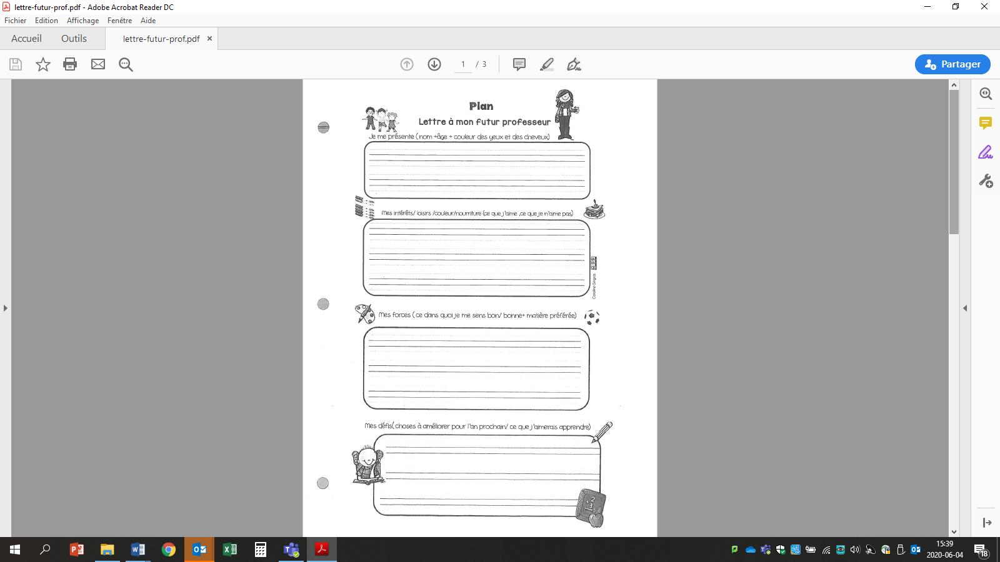 lettre-futur-prof.pdf - Adobe Acrobat Reader DC
Fichier Edition Affichage Fenêtre Aide
Accueil Outils lettre-futur-prof.pdf ×
1 / 3
Partager
Plan
Lettre à mon futur professeur
Je me présente (nom +âge + couleur des yeux et des cheveux)
Mes intérêts/ loisirs /couleur/nourriture (ce que j'aime ,ce que je n'aime pas)
Caroline Gingras
Mes forces ( ce dans quoi je me sens bon/ bonne+ matière préférée)
Mes défis( choses à améliorer pour l'an prochain/ ce que j'aimerais apprendre)
2
+ 3
15:39
2020-06-04
18